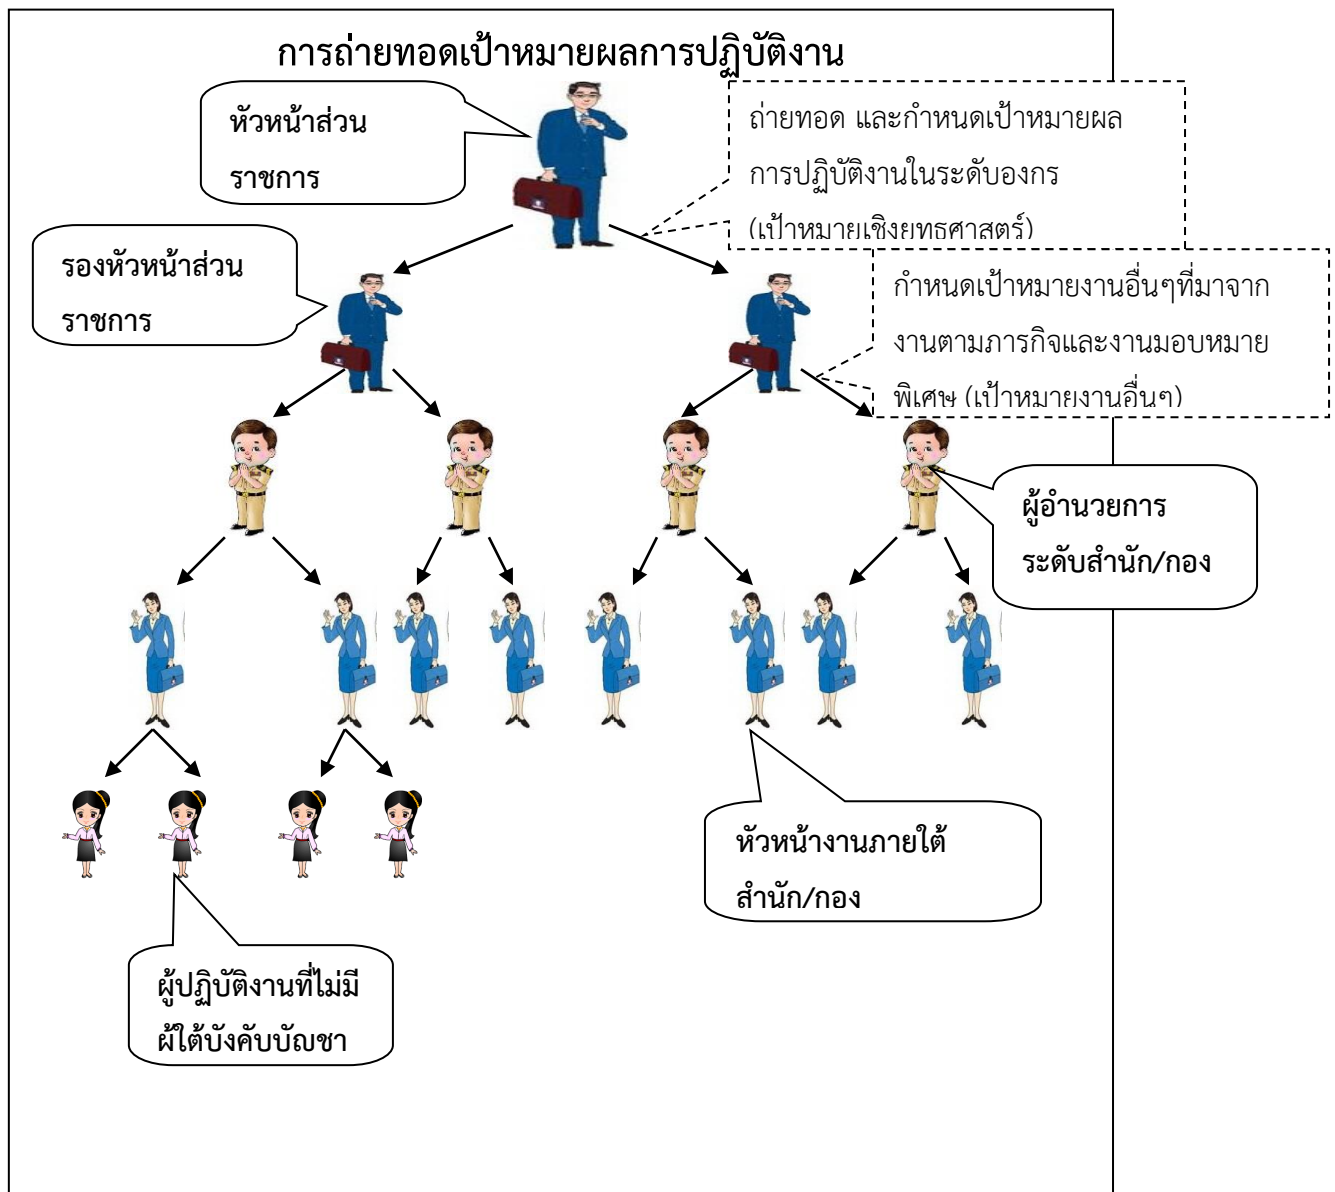 การถ่ายทอดเป้าหมายผลการปฏิบัติงาน
หัวหน้าส่วน
ราชการ
ถ่ายทอด และกำหนดเป้าหมายผล
การปฏิบัติงานในระดับองกร
(เป้าหมายเชิงยุทธศาสตร์)
รองหัวหน้าส่วน
ราชการ
กำหนดเป้าหมายงานอื่นๆที่มาจาก
งานตามภารกิจและงานมอบหมาย
พิเศษ (เป้าหมายงานอื่นๆ)
ผู้อำนวยการ
ระดับสำนัก/กอง
หัวหน้างานภายใต้
สำนัก/กอง
ผู้ปฏิบัติงานที่ไม่มี
ผู้ใต้บังคับบัญชา